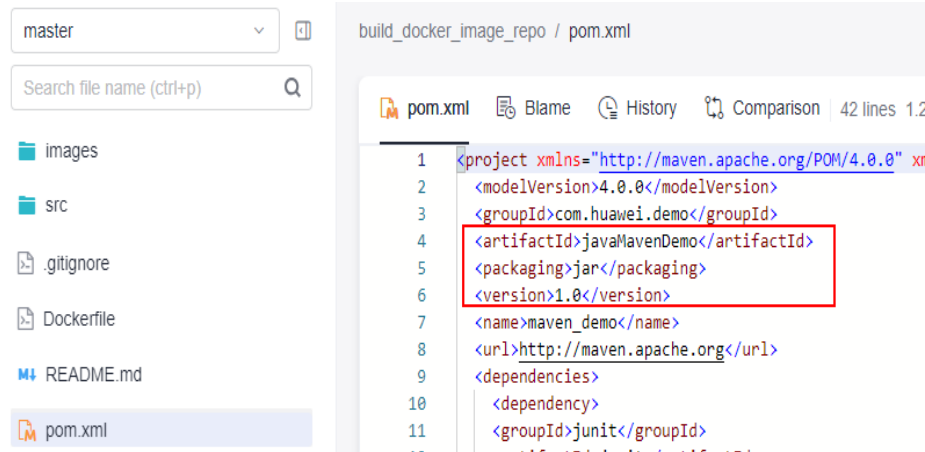 master
Search file name (ctrl+p)
images
src
.gitignore
Dockerfile
README.md
pom.xml
build_docker_image_repo / pom.xml
pom.xml Blame History Comparison 42 lines 1.2
1 <project xmlns="http://maven.apache.org/POM/4.0.0" xm
2 <modelVersion>4.0.0</modelVersion>
3 <groupId>com.huawei.demo</groupId>
4 <artifactId>javaMavenDemo</artifactId>
5 <packaging>jar</packaging>
6 <version>1.0</version>
7 <name>maven_demo</name>
8 <url>http://maven.apache.org</url>
9 <dependencies>
10 <dependency>
11 <groupId>junit</groupId>